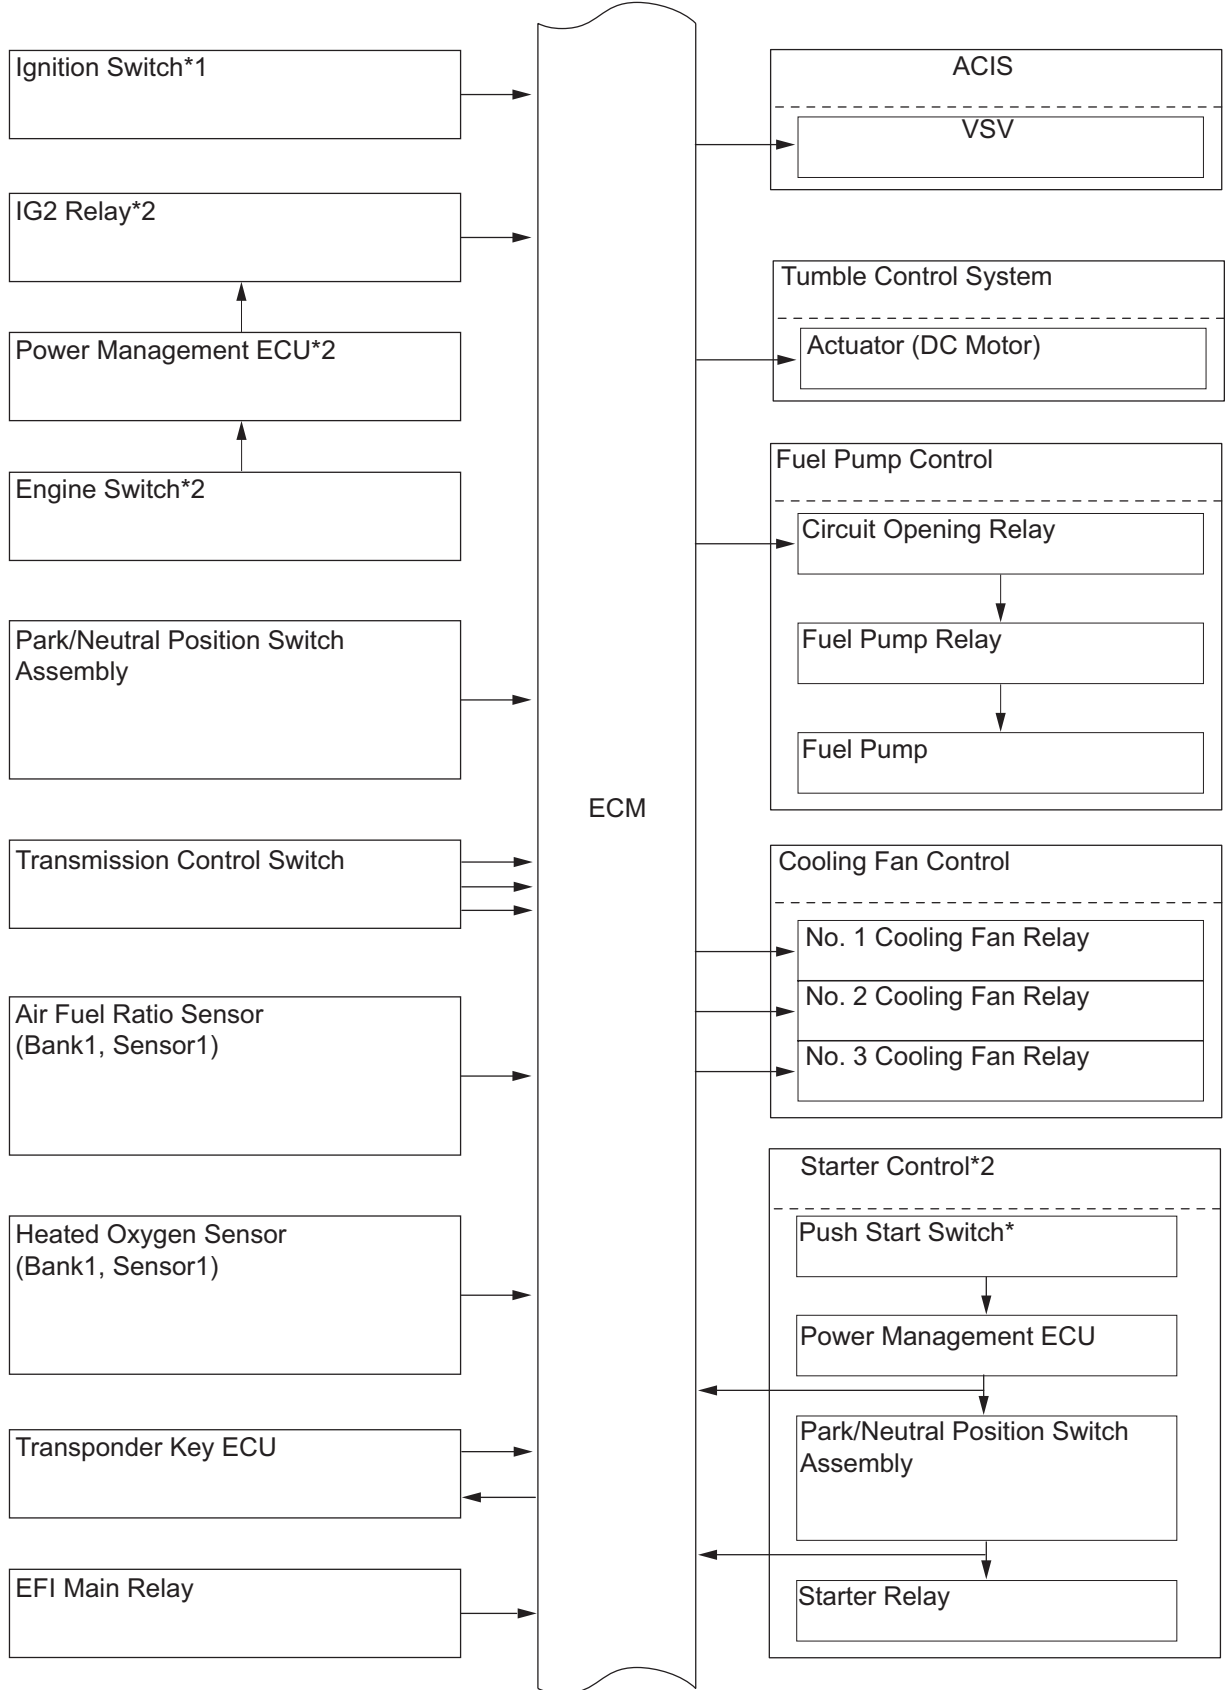 Ignition Switch*1
IG2 Relay*2
Power Management ECU*2
Engine Switch*2
Park/Neutral Position Switch
Assembly
Transmission Control Switch
Air Fuel Ratio Sensor
(Bank1, Sensor1)
Heated Oxygen Sensor
(Bank1, Sensor1)
Transponder Key ECU
EFI Main Relay
ECM
ACIS
VSV
Tumble Control System
Actuator (DC Motor)
Fuel Pump Control
Circuit Opening Relay
Fuel Pump Relay
Fuel Pump
Cooling Fan Control
No. 1 Cooling Fan Relay
No. 2 Cooling Fan Relay
No. 3 Cooling Fan Relay
Starter Control*2
Push Start Switch*
Power Management ECU
Park/Neutral Position Switch
Assembly
Starter Relay